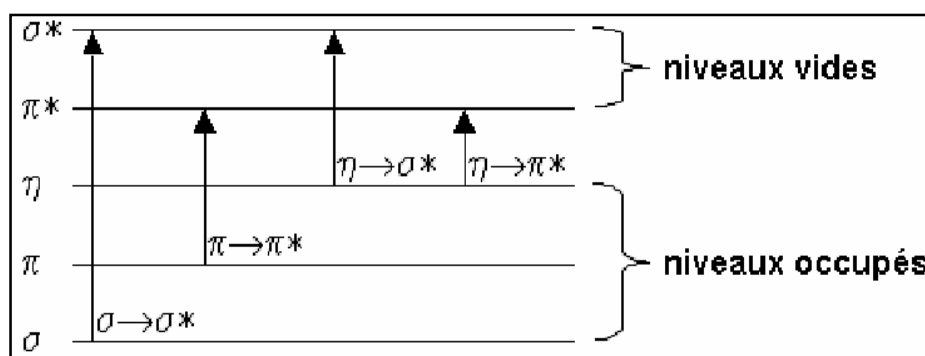 σ*
niveaux vides
π*
η→σ* η→π*
η
π→π*
π
niveaux occupés
σ→σ*
σ